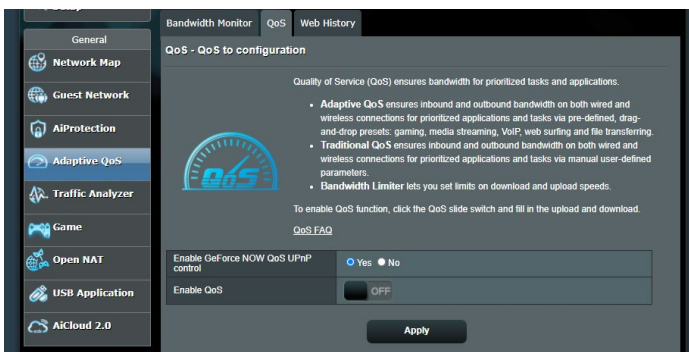 Bandwidth Monitor QoS Web History
General
QoS - QoS to configuration
Network Map
Guest Network
AiProtection
Adaptive QoS
Traffic Analyzer
Game
Open NAT
USB Application
AiCloud 2.0
QoS
Quality of Service (QoS) ensures bandwidth for prioritized tasks and applications.
• Adaptive QoS ensures inbound and outbound bandwidth on both wired and
wireless connections for prioritized applications and tasks via pre-defined, drag-
and-drop presets: gaming, media streaming, VoIP, web surfing and file transferring.
• Traditional QoS ensures inbound and outbound bandwidth on both wired and
wireless connections for prioritized applications and tasks via manual user-defined
parameters.
• Bandwidth Limiter lets you set limits on download and upload speeds.
To enable QoS function, click the QoS slide switch and fill in the upload and download.
QoS FAQ
Enable GeForce NOW QoS UPnP
control
Yes No
Enable QoS
OFF
Apply